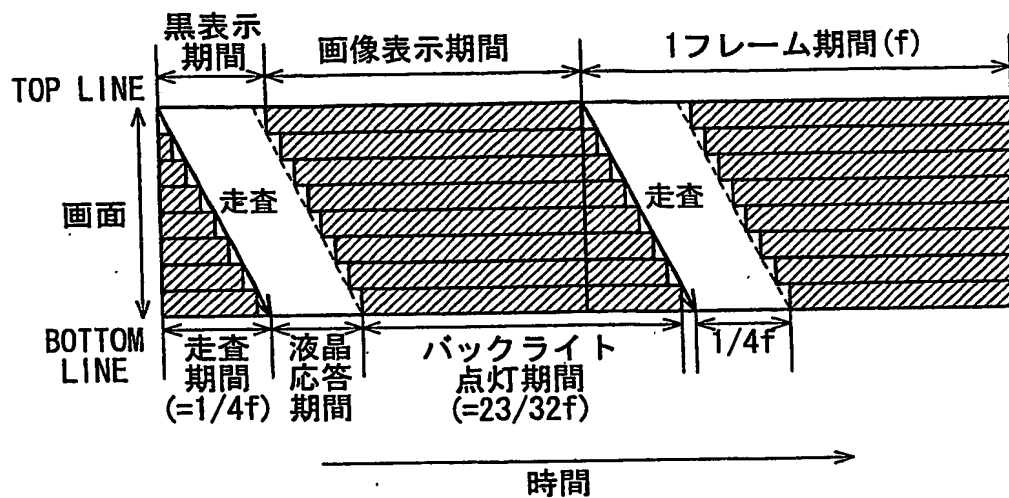 黒表示
期間
画像表示期間
1フレーム期間(f)
TOP LINE
画面
走査
走査
BOTTOM
LINE
走査
期間
(=1/4f)
液晶
応答
期間
バックライト
点灯期間
(=23/32f)
1/4f
時間